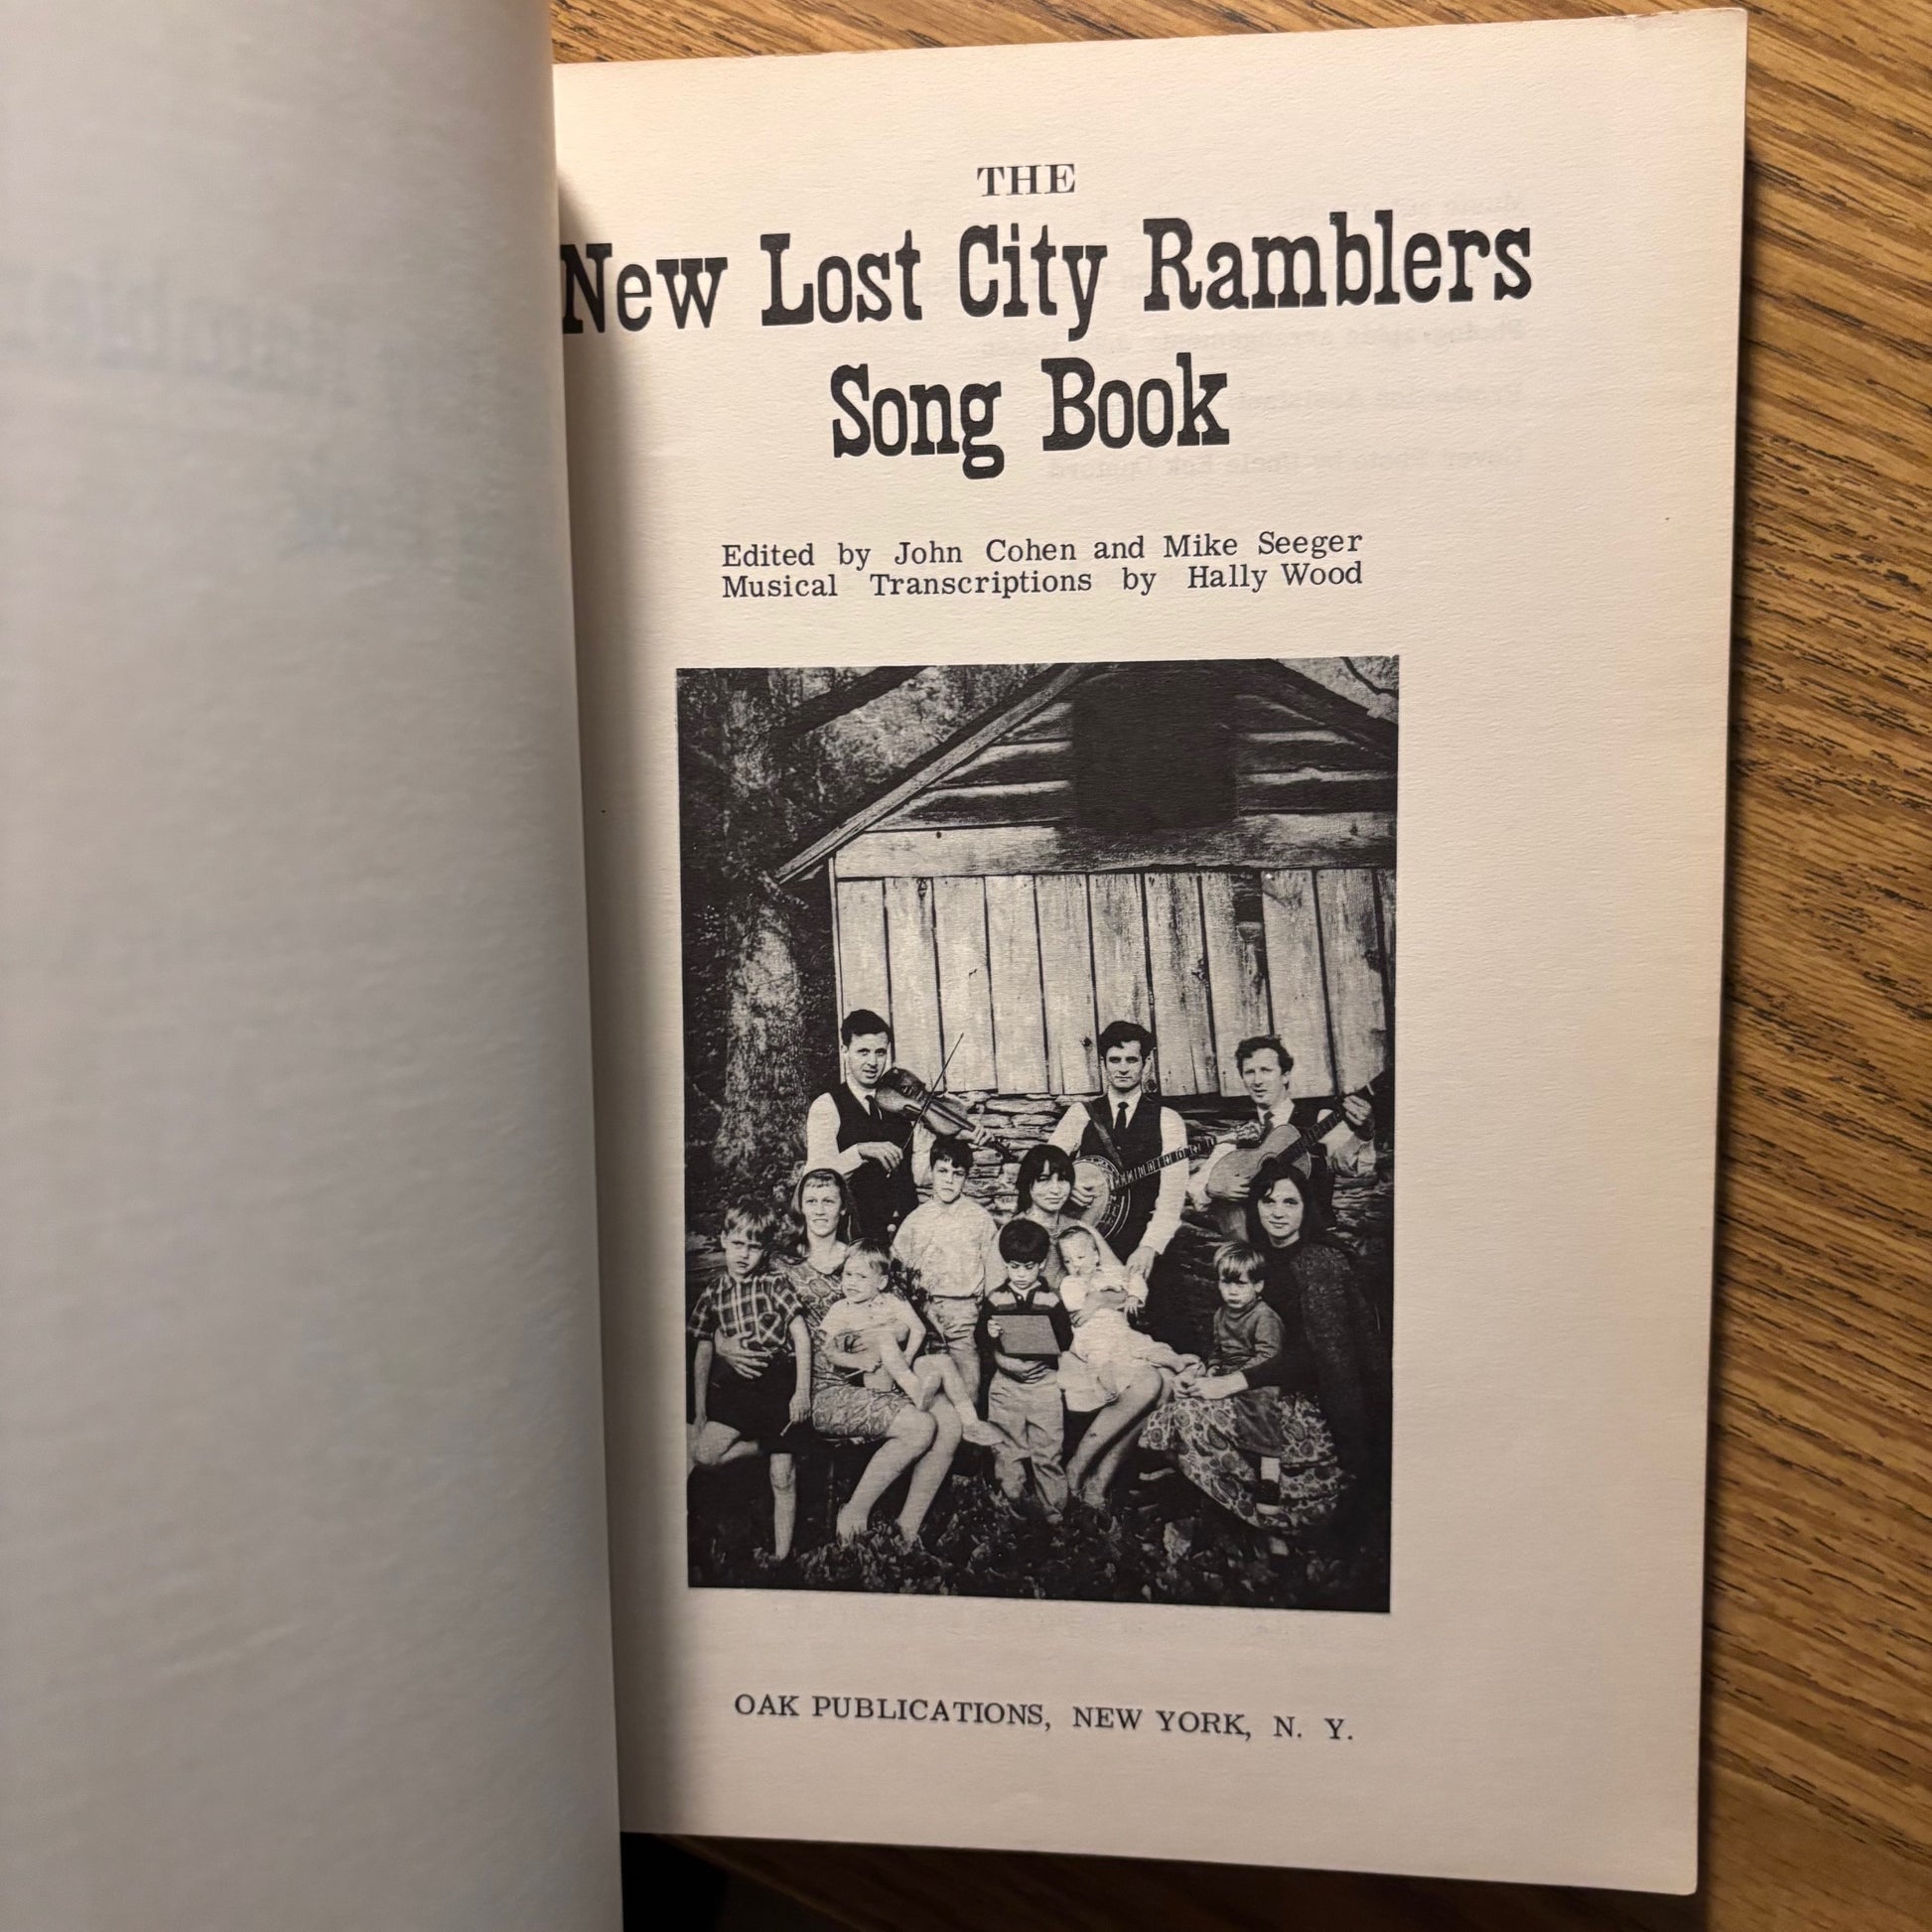 THE
New Lost City Ramblers
Song Book
Edited by John Cohen and Mike Seeger
Musical Transcriptions by Hally Wood
OAK PUBLICATIONS, NEW YORK, N. Y.